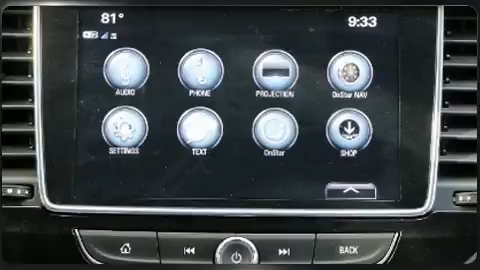 81° 9:33
AUDIO PHONE PROJECTION OnStar NAV
SETTINGS TEXT OnStar SHOP
BACK